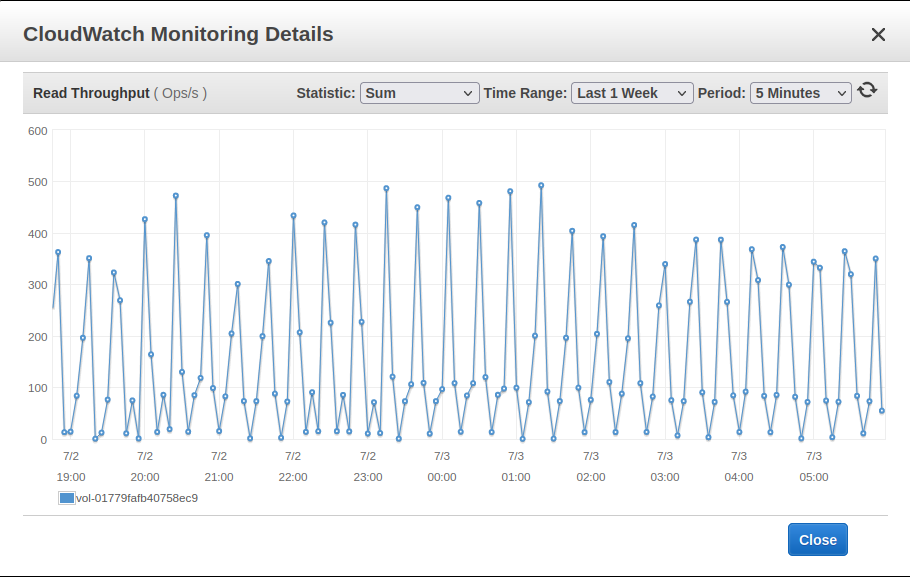 CloudWatch Monitoring Details
Read Throughput ( Ops/s ) Statistic: Sum Time Range: Last 1 Week Period: 5 Minutes
600
500
400
300
200
100
0
7/2 7/2 7/2 7/2 7/2 7/3 7/3 7/3 7/3 7/3 7/3
19:00 20:00 21:00 22:00 23:00 00:00 01:00 02:00 03:00 04:00 05:00
vol-01779fafb40758ec9
Close